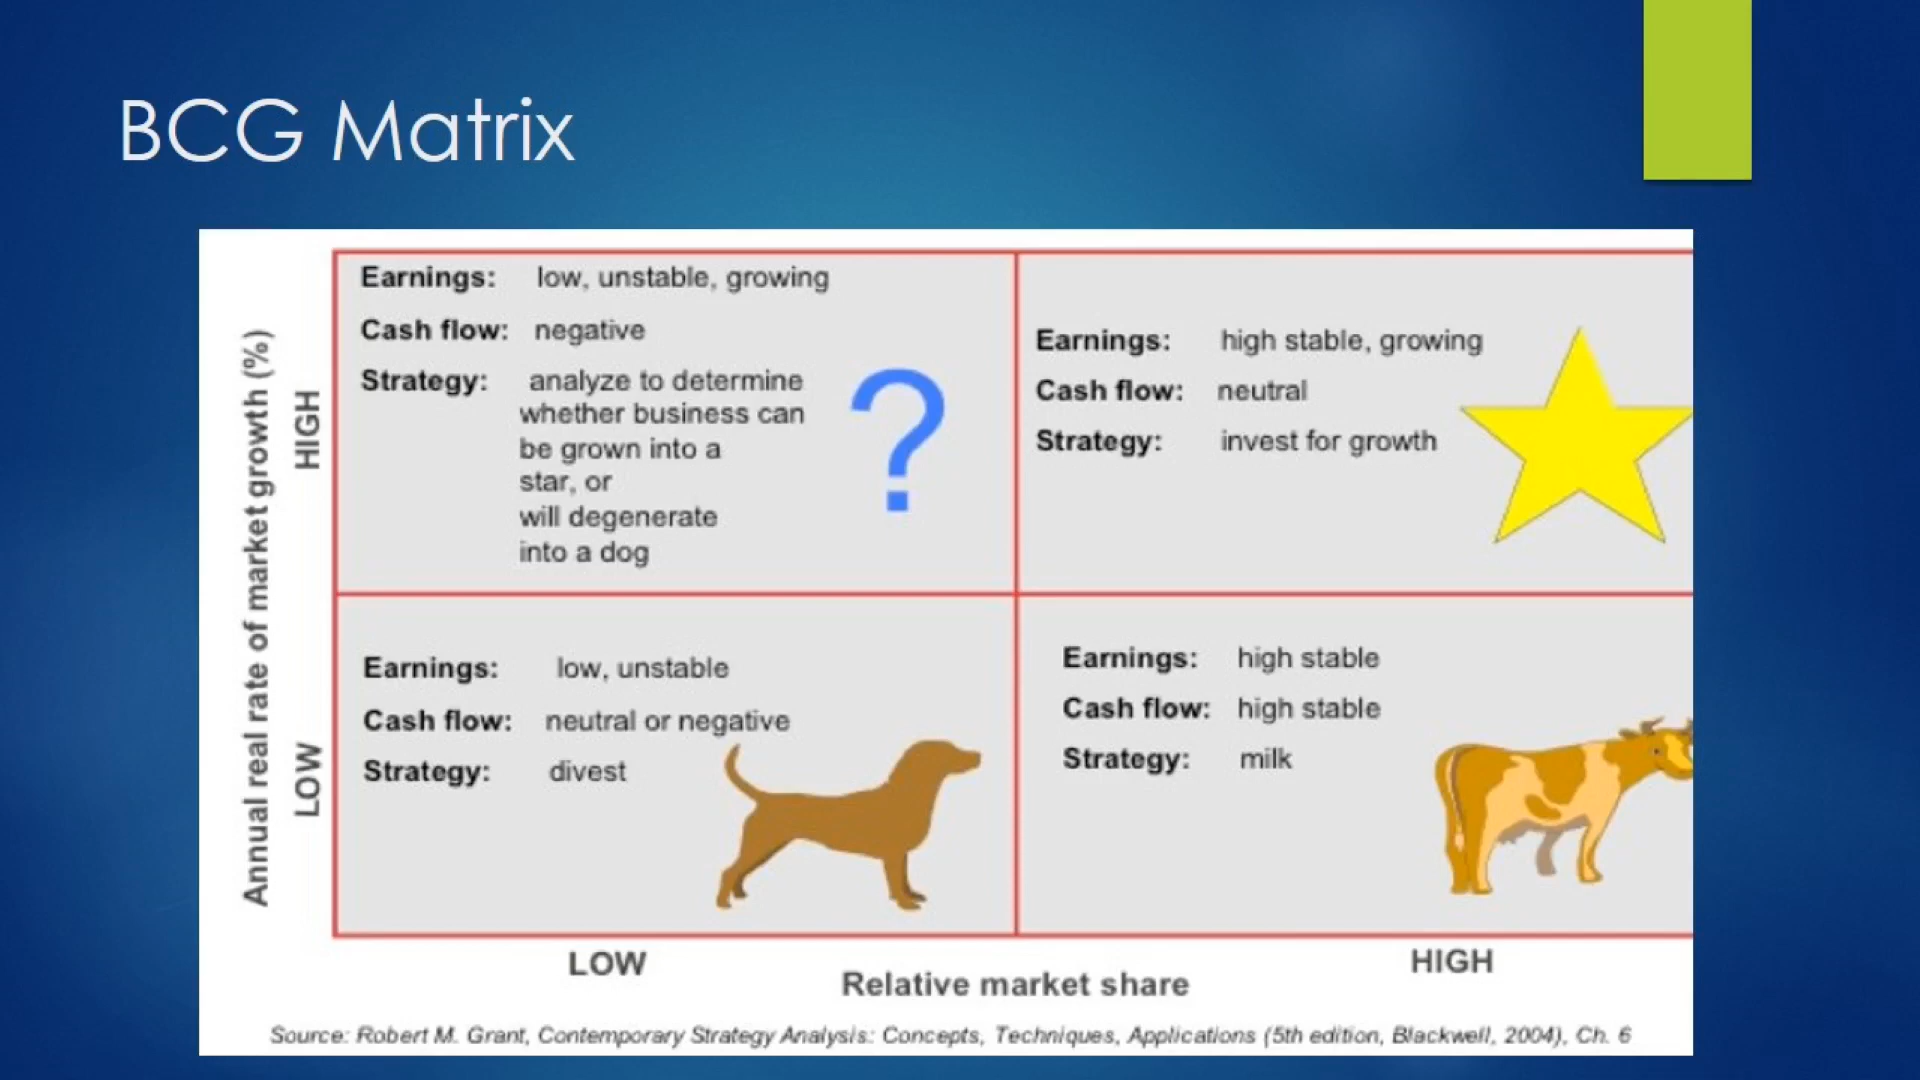 BCG Matrix
Annual real rate of market growth (%)
HIGH
LOW
Earnings: low, unstable, growing
Cash flow: negative
Strategy: analyze to determine
whether business can
be grown into a
star, or
will degenerate
into a dog
?
Earnings: high stable, growing
Cash flow: neutral
Strategy: invest for growth
Earnings: low, unstable
Cash flow: neutral or negative
Strategy: divest
Earnings: high stable
Cash flow: high stable
Strategy: milk
LOW
HIGH
Relative market share
Source: Robert M. Grant, Contemporary Strategy Analysis: Concepts, Techniques, Applications (5th edition, Blackwell, 2004), Ch. 6